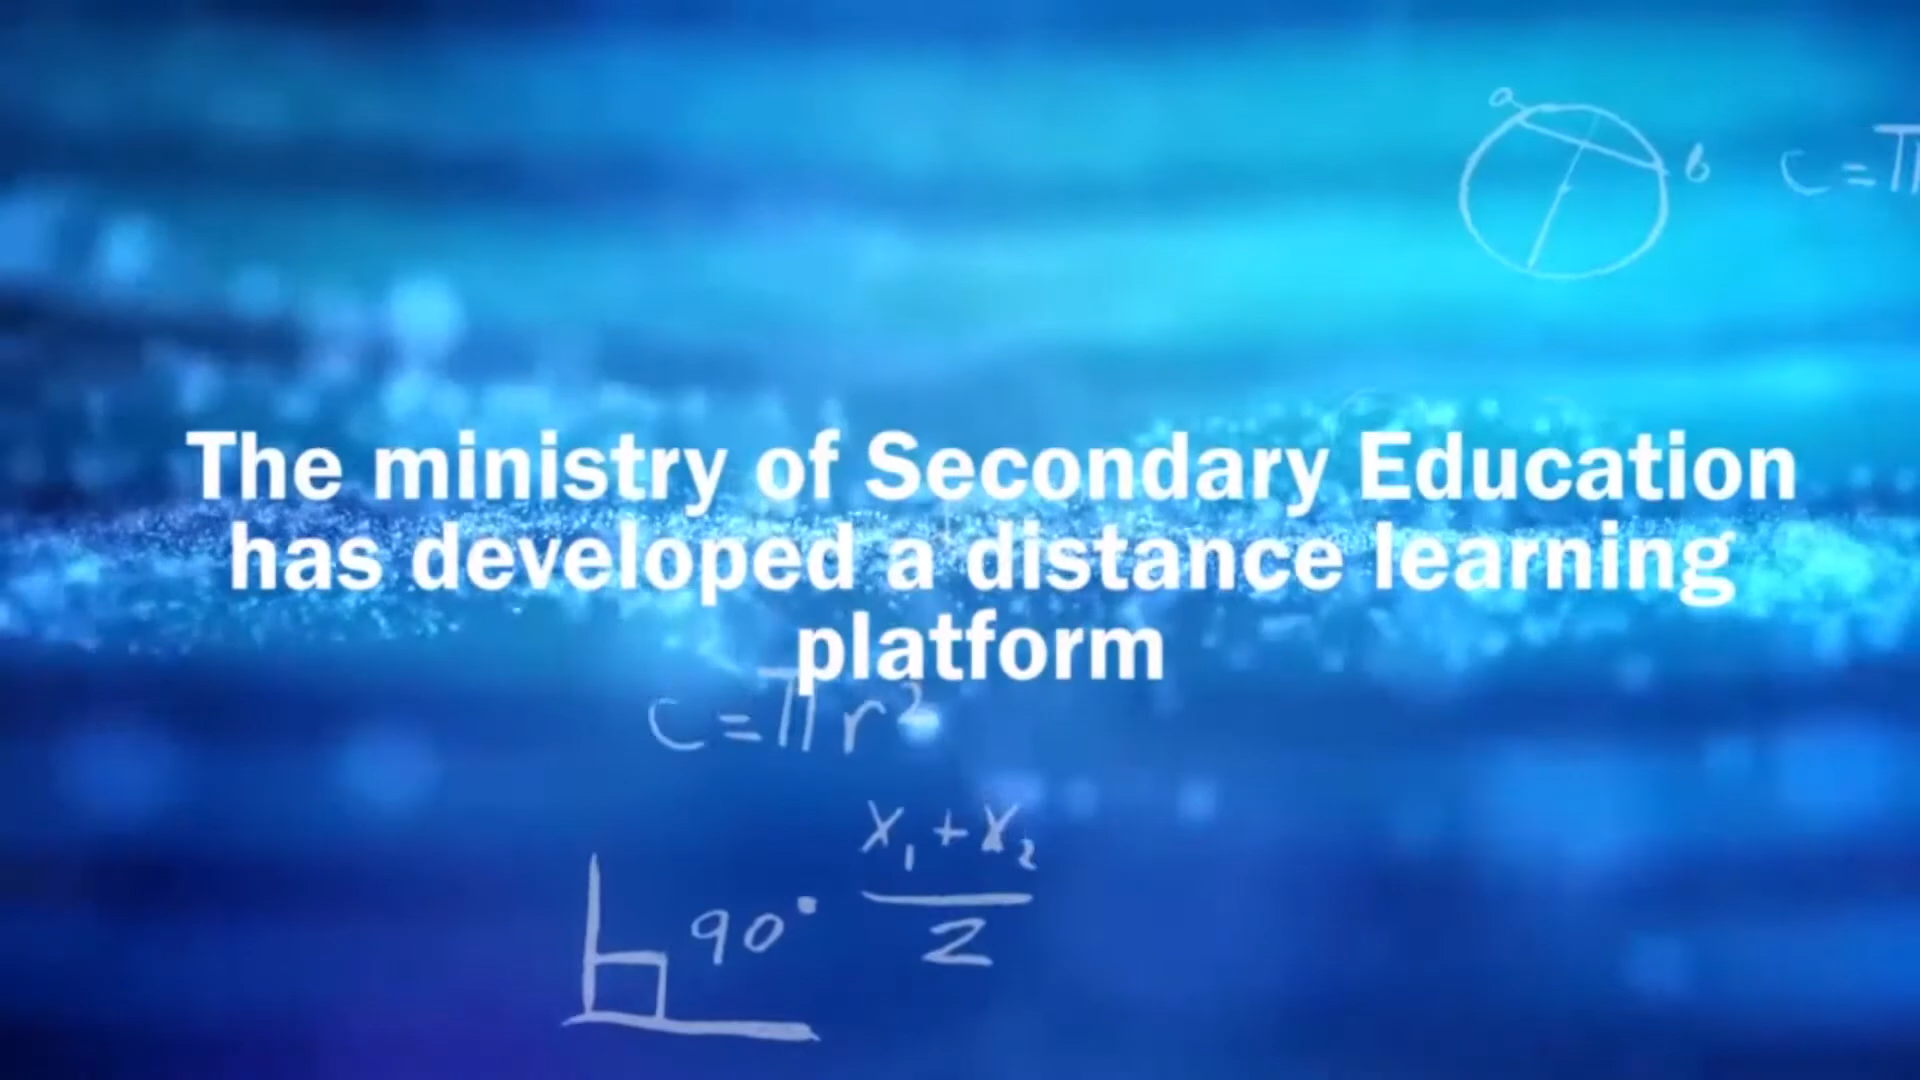 a
b C=π
The ministry of Secondary Education
has developed a distance learning
platform
C=πr²
x₁+x₂
90°
2